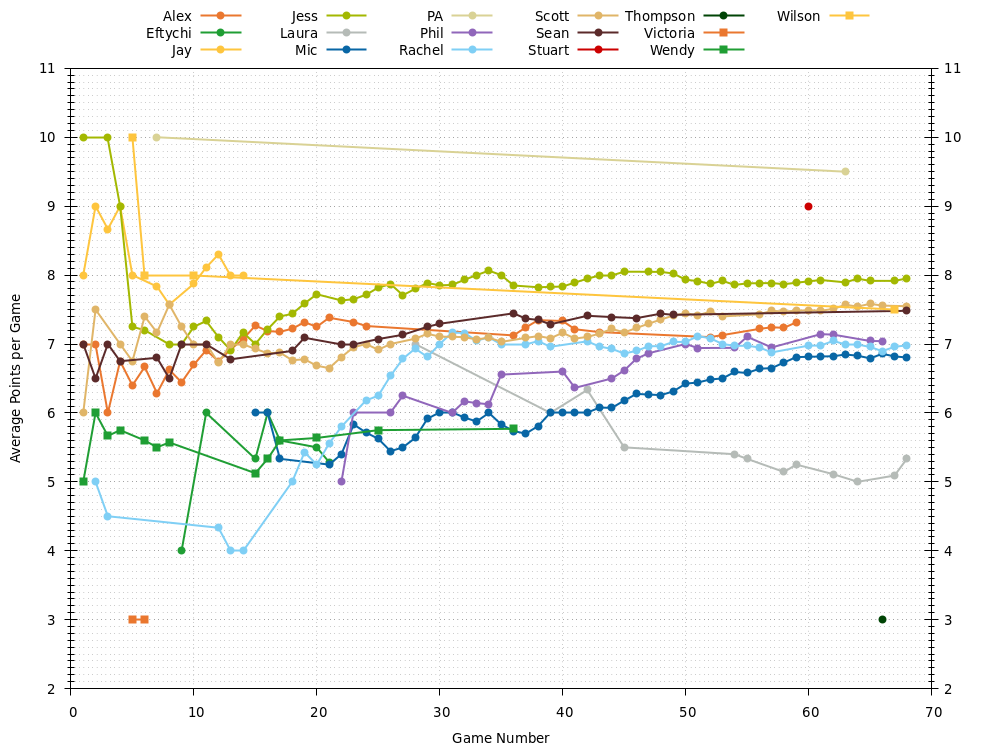 Alex Jess PA Scott Thompson Wilson
Eftychi Laura Phil Sean Victoria
Jay Mic Rachel Stuart Wendy
11 11
10 10
9 9
8 8
7 7
6 6
5 5
4 4
3 3
2 2
0 10 20 30 40 50 60 70
Average Points per Game
Game Number